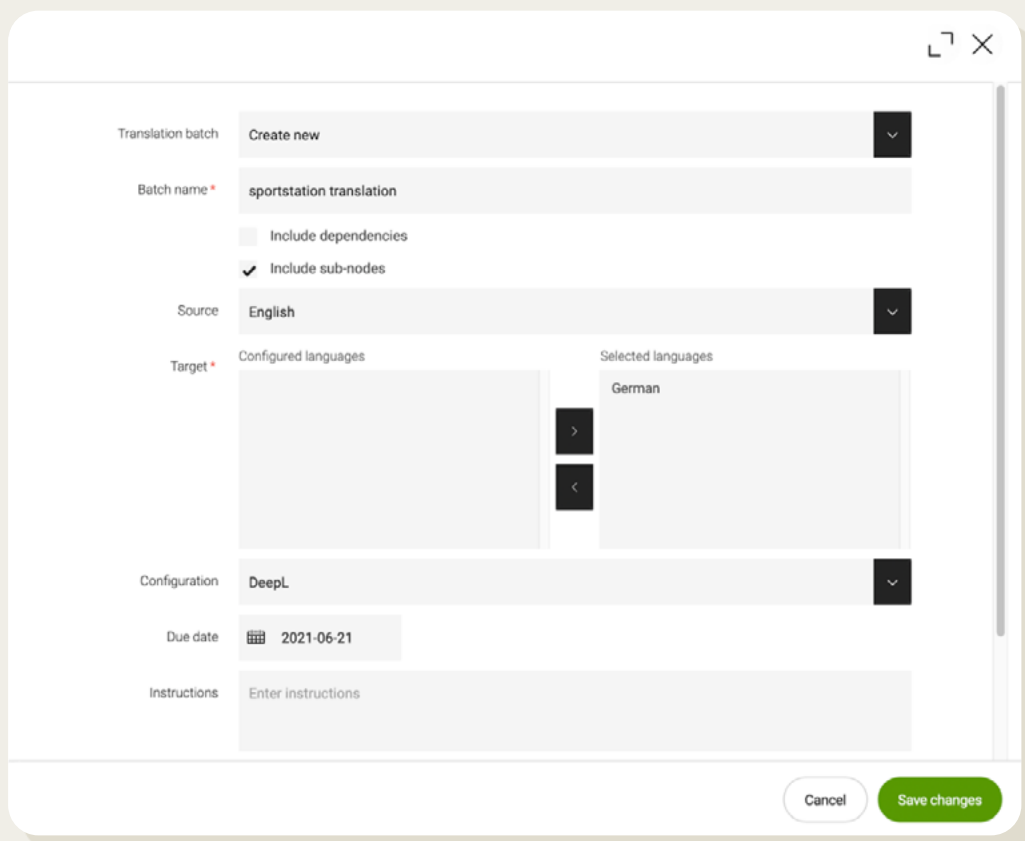 Translation batch Create new
Batch name* sportstation translation
Include dependencies
Include sub-nodes
Source English
Target* Configured languages Selected languages
German
Configuration DeepL
Due date 2021-06-21
Instructions Enter instructions
Cancel Save changes